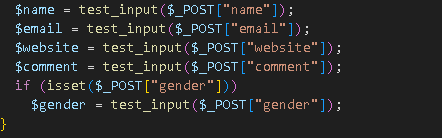 $name = test_input($_POST["name"]);
$email = test_input($_POST["email"]);
$website = test_input($_POST["website"]);
$comment = test_input($_POST["comment"]);
if (isset($_POST["gender"]))
$gender = test_input($_POST["gender"]);
}